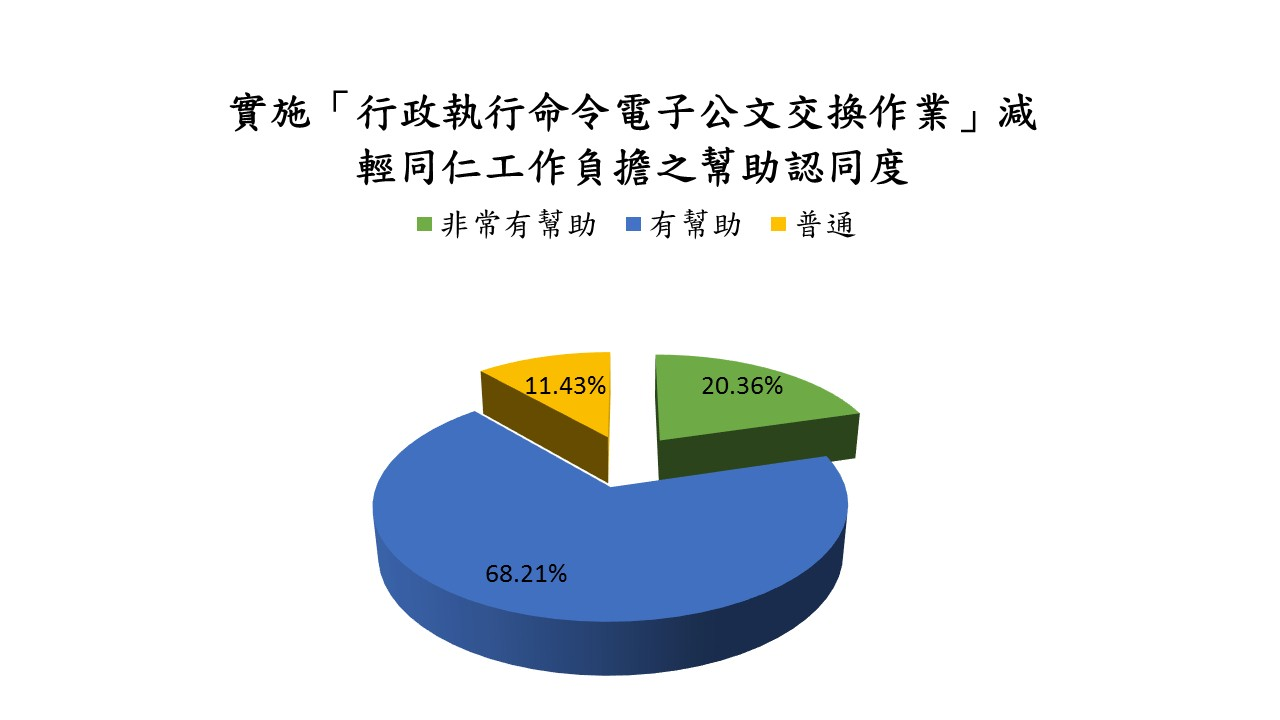 實施「行政執行命令電子公文交換作業」減
輕同仁工作負擔之幫助認同度
非常有幫助 有幫助 普通
11.43% 20.36%
68.21%